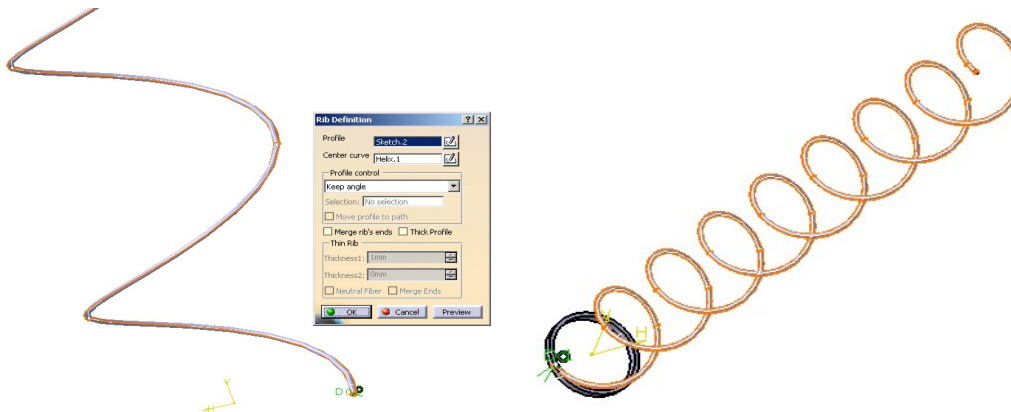 Rib Definition
Profile Sketch.2
Center curve Helix.1
Profile control
Keep angle
Selection: No selection
Move profile to path
Merge rib's ends Thick Profile
Thin Rib
Thickness1: 1mm
Thickness2: 0mm
Neutral Fiber Merge Ends
OK Cancel Preview
H